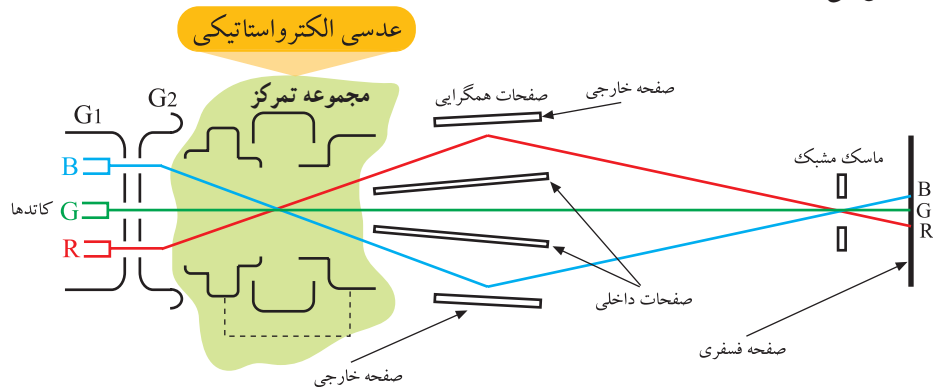 عدسی الکترواستاتیکی
مجموعه تمرکز
G1
G2
صفحات همگرایی
صفحه خارجی
ماسک مشبک
B
G
R
کاتدها
B
G
R
صفحات داخلی
صفحه خارجی
صفحه فسفری